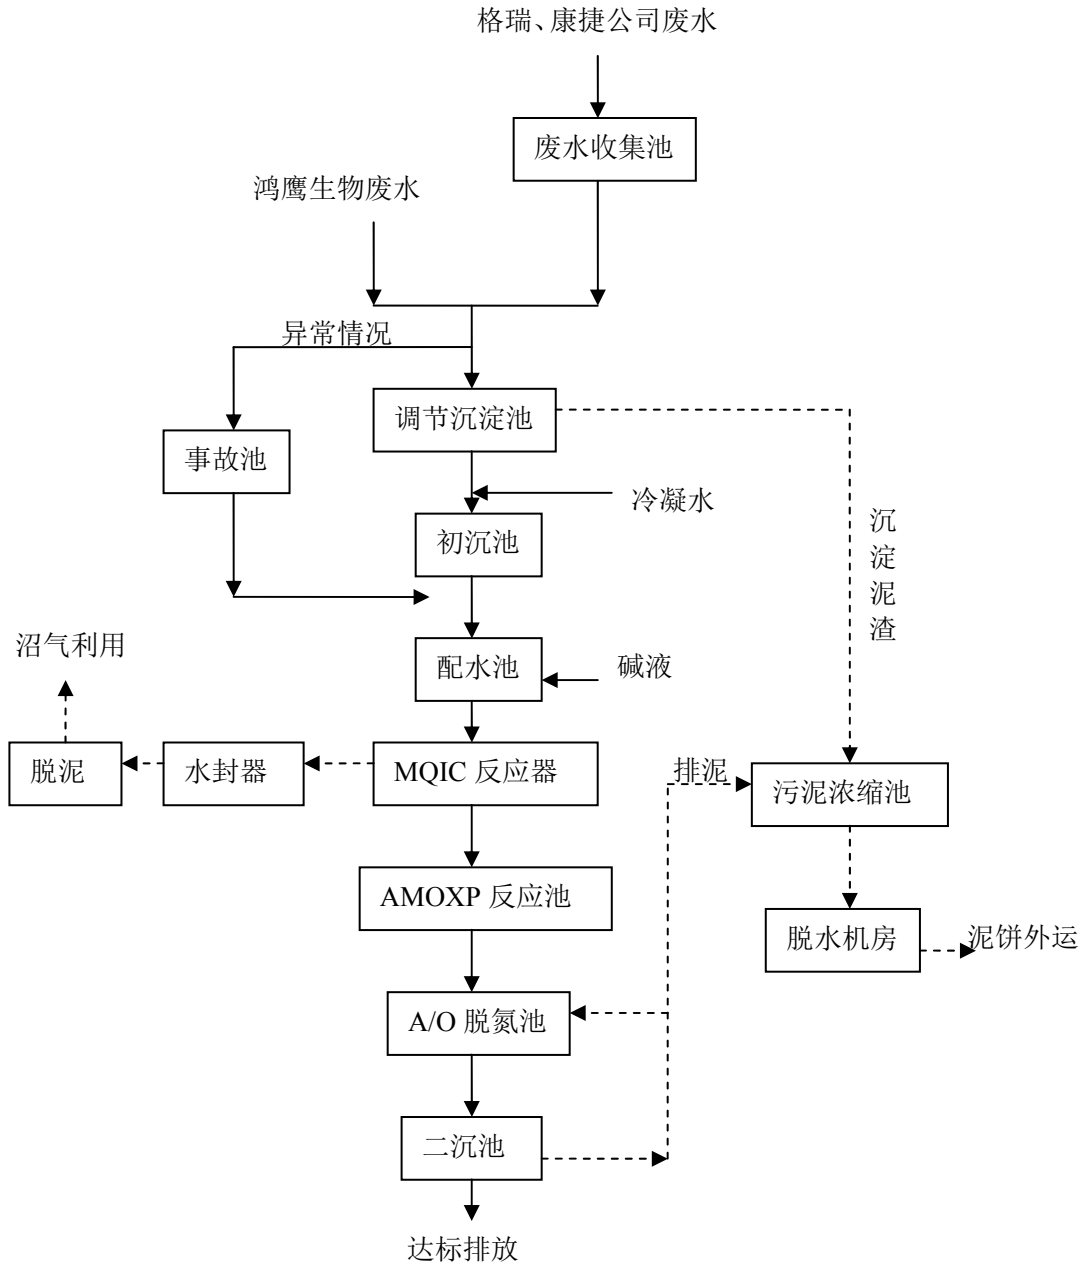 格瑞、康捷公司废水
废水收集池
鸿鹰生物废水
异常情况
调节沉淀池
事故池
冷凝水
初沉池
沉淀泥渣
沼气利用
配水池
碱液
脱泥
水封器
MQIC 反应器
排泥
污泥浓缩池
AMOXP 反应池
脱水机房
泥饼外运
A/O 脱氮池
二沉池
达标排放